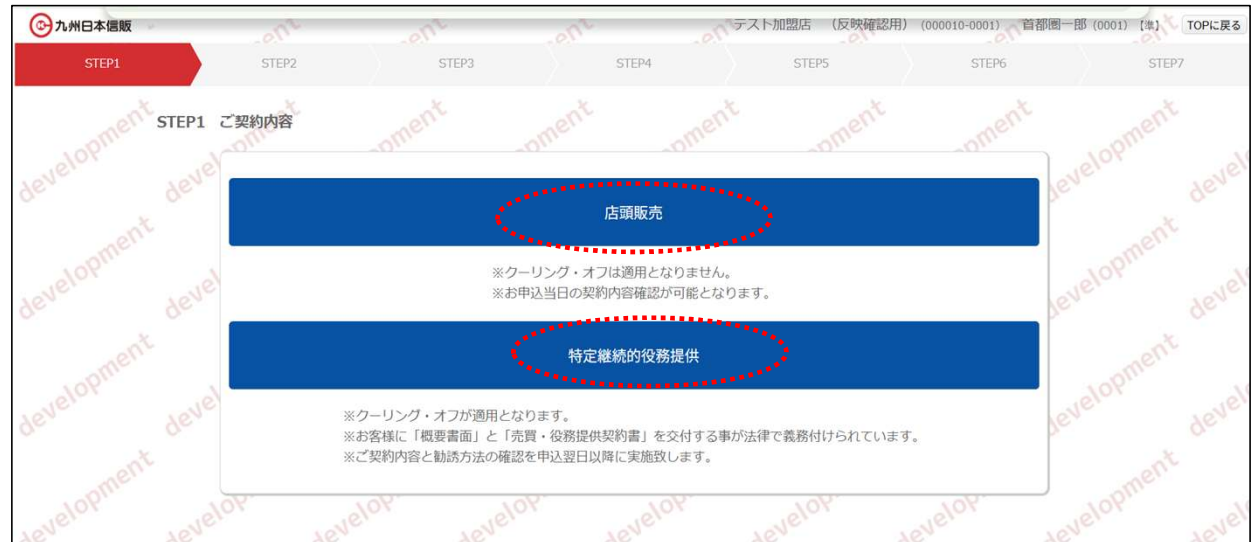 九州日本信販
テスト加盟店 (反映確認用) (000010-0001) 首都圏一郎 (0001) 【準】 TOPに戻る
STEP1 STEP2 STEP3 STEP4 STEP5 STEP6 STEP7
STEP1 ご契約内容
店頭販売
※クーリング・オフは適用となりません。
※お申込当日の契約内容確認が可能となります。
特定継続的役務提供
※クーリング・オフが適用となります。
※お客様に「概要書面」と「売買・役務提供契約書」を交付する事が法律で義務付けられています。
※ご契約内容と勧誘方法の確認を申込翌日以降に実施致します。
development